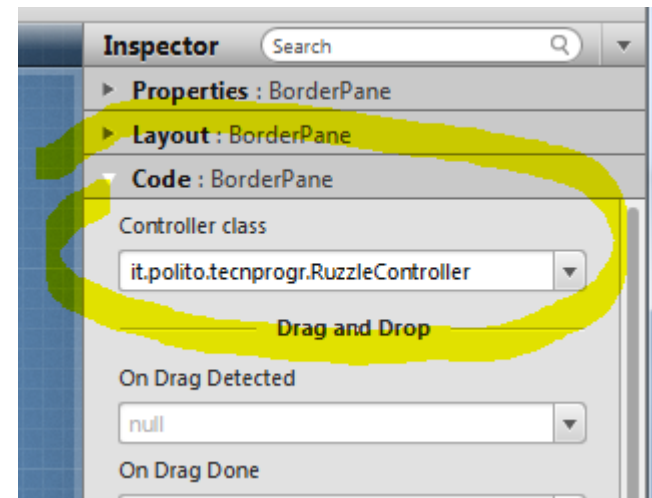 Inspector Search
Properties : BorderPane
Layout : BorderPane
Code : BorderPane
Controller class
it.polito.tecnprogr.RuzzleController
Drag and Drop
On Drag Detected
null
On Drag Done